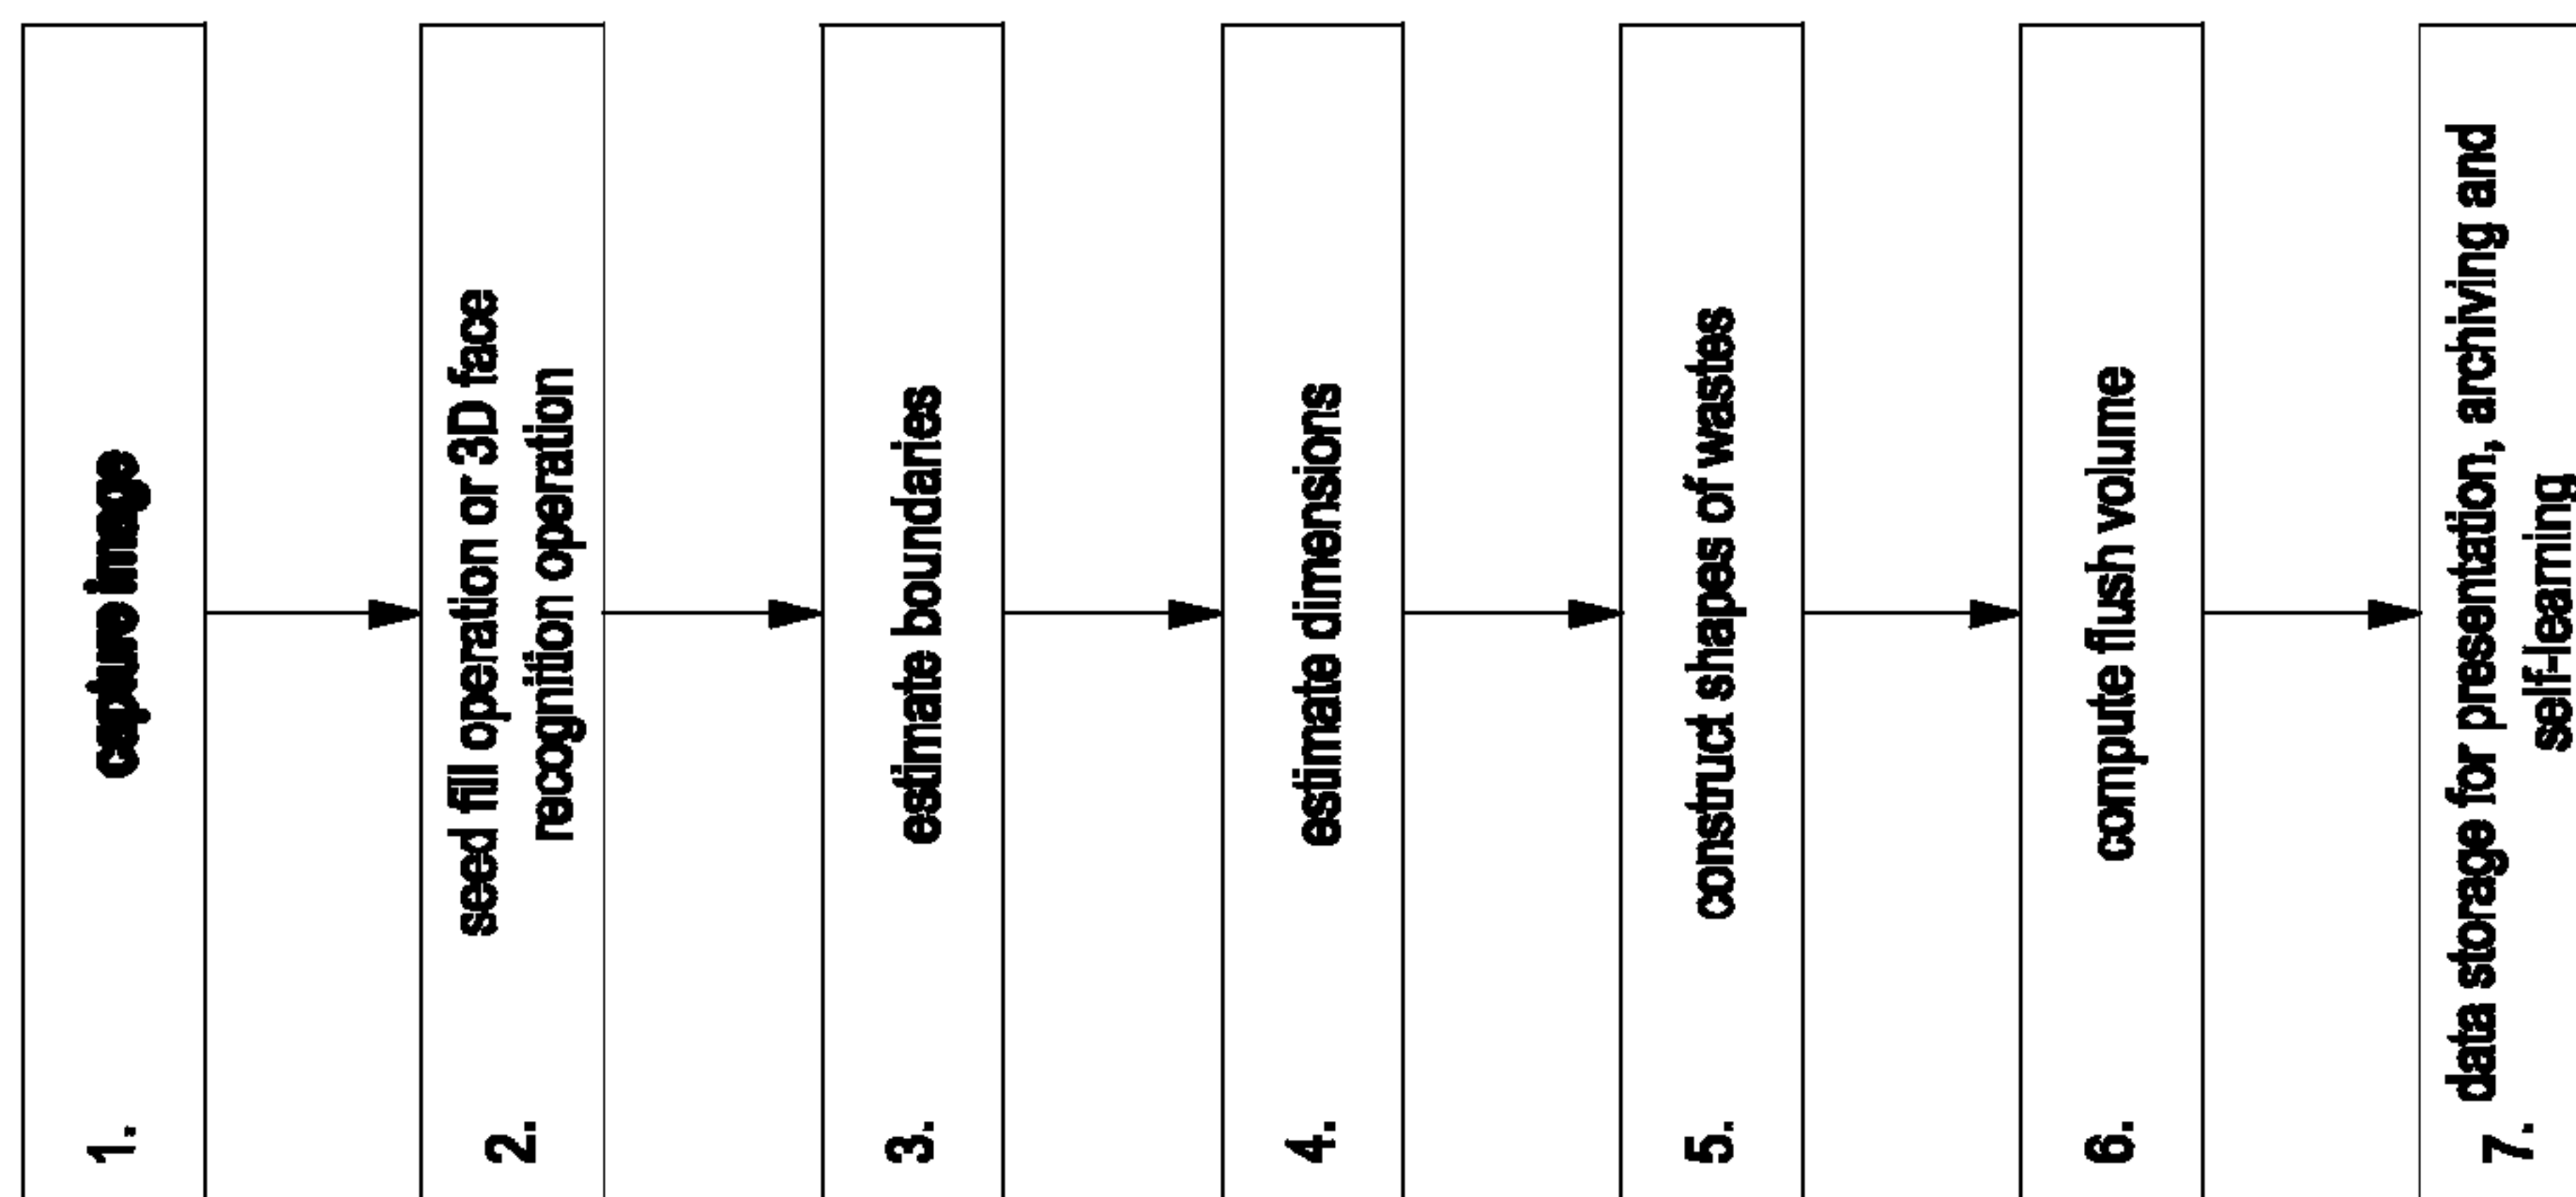 1. capture image
2. seed fill operation or 3D face
recognition operation
3. estimate boundaries
4. estimate dimensions
5. construct shapes of wastes
6. compute flush volume
7. data storage for presentation, archiving and
self-learning